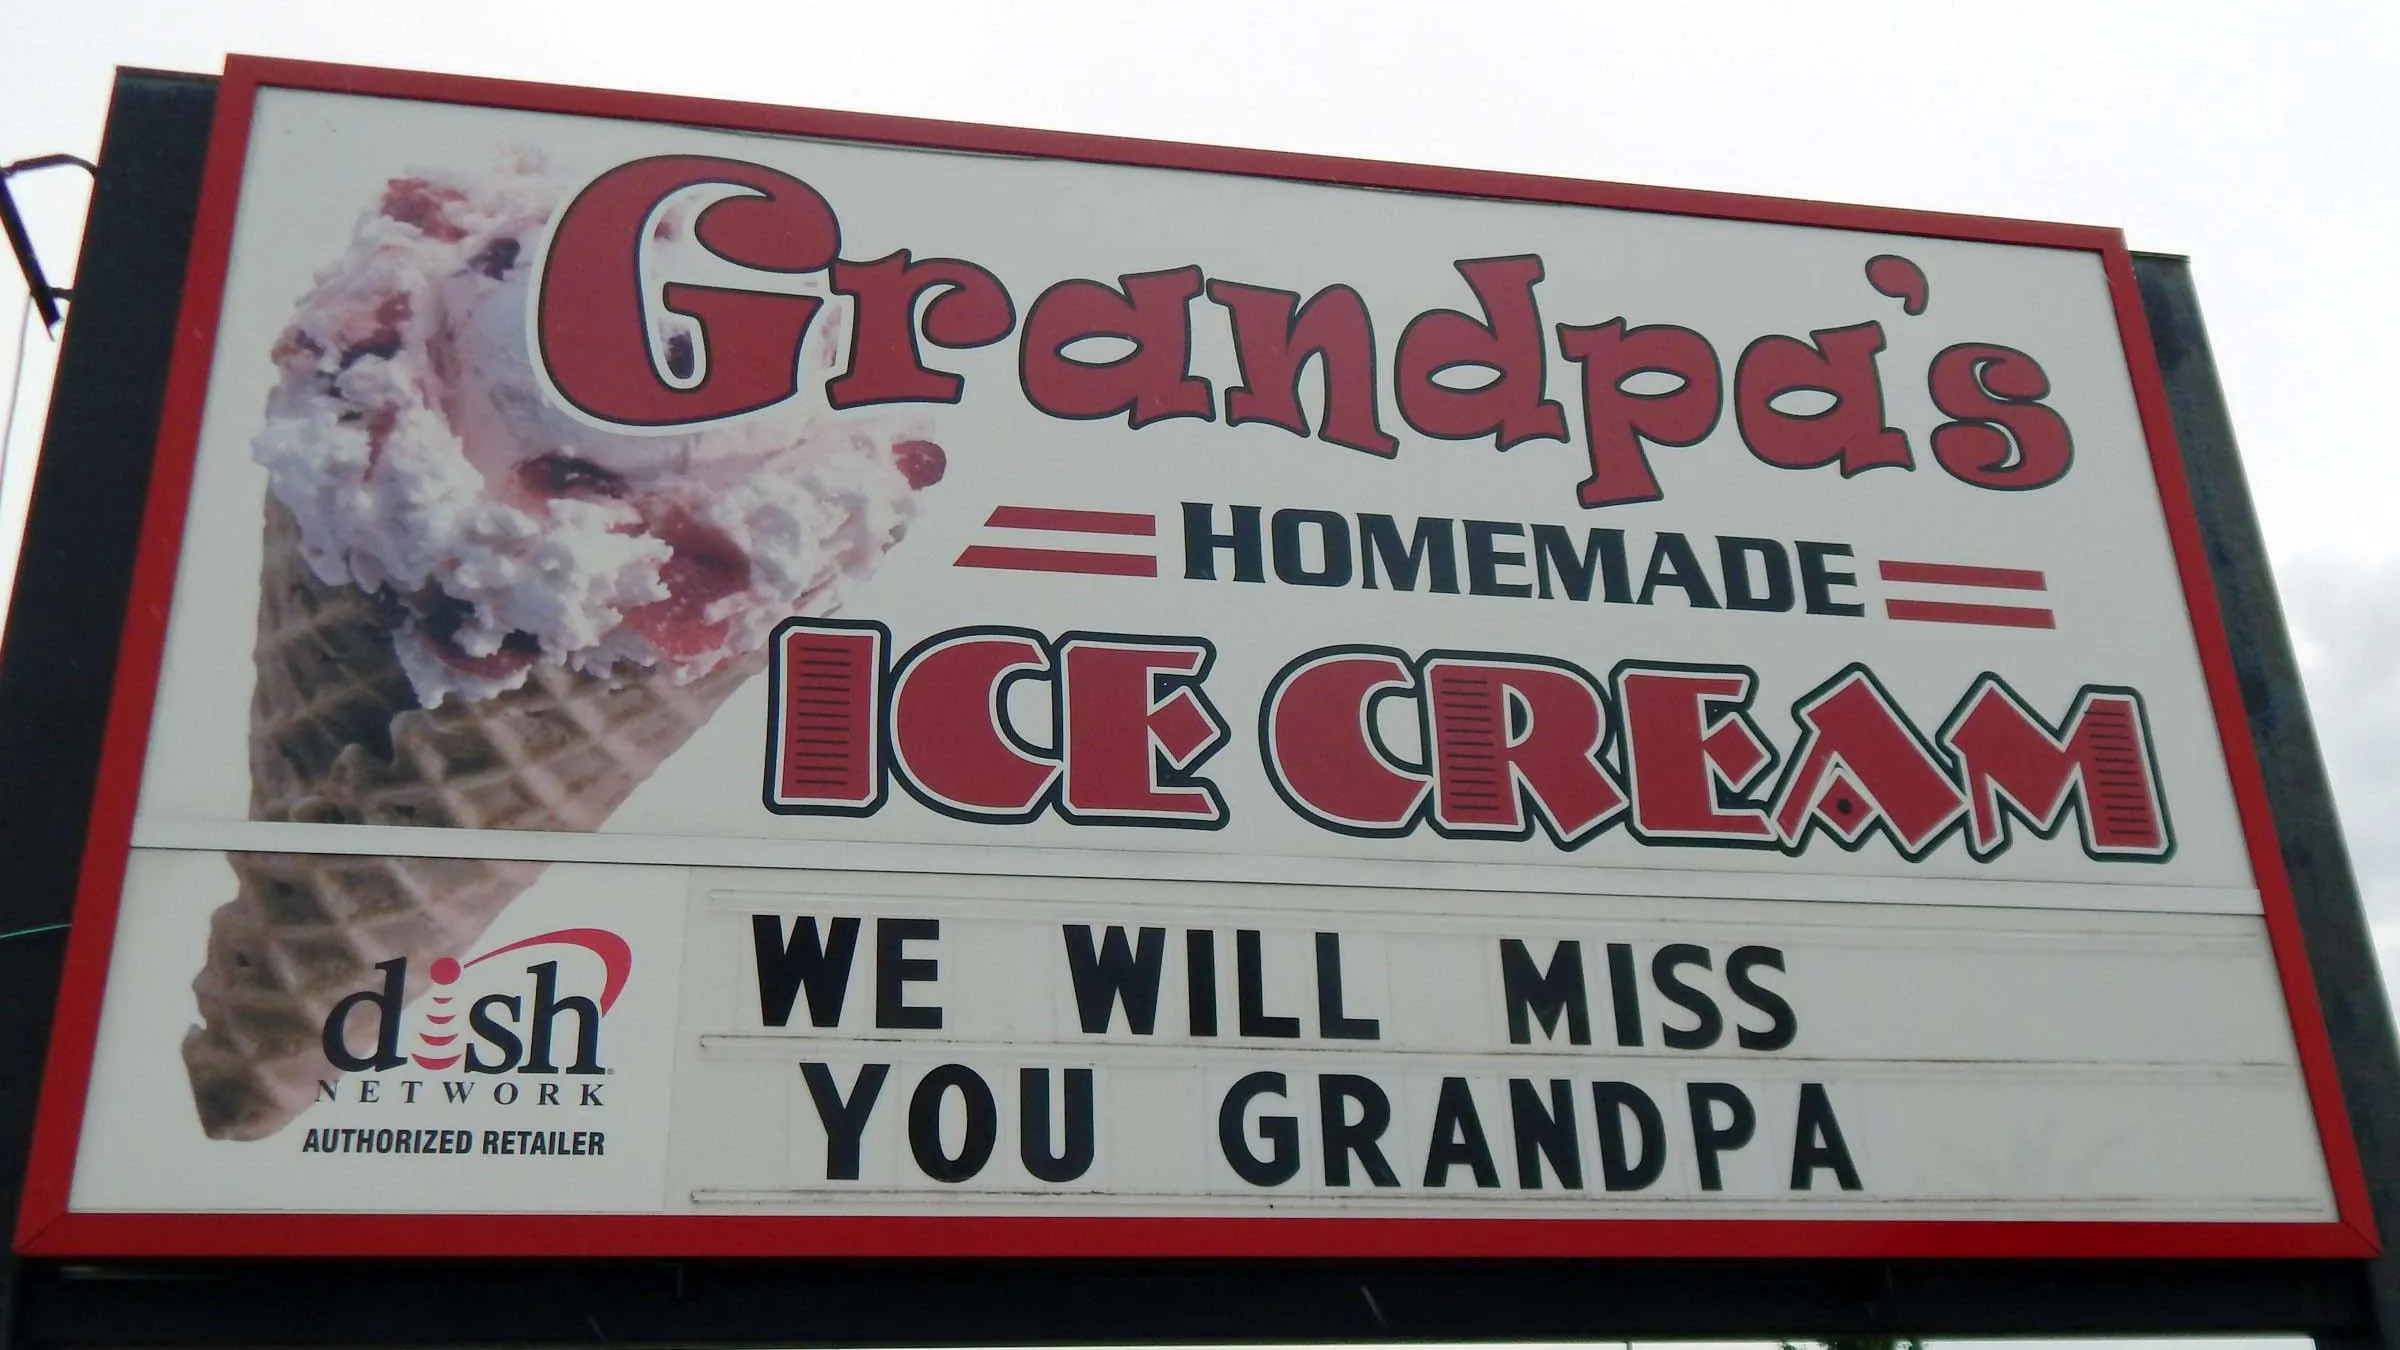 Grandpa's
HOMEMADE
ICE CREAM
dish
NETWORK
AUTHORIZED RETAILER
WE WILL MISS
YOU GRANDPA